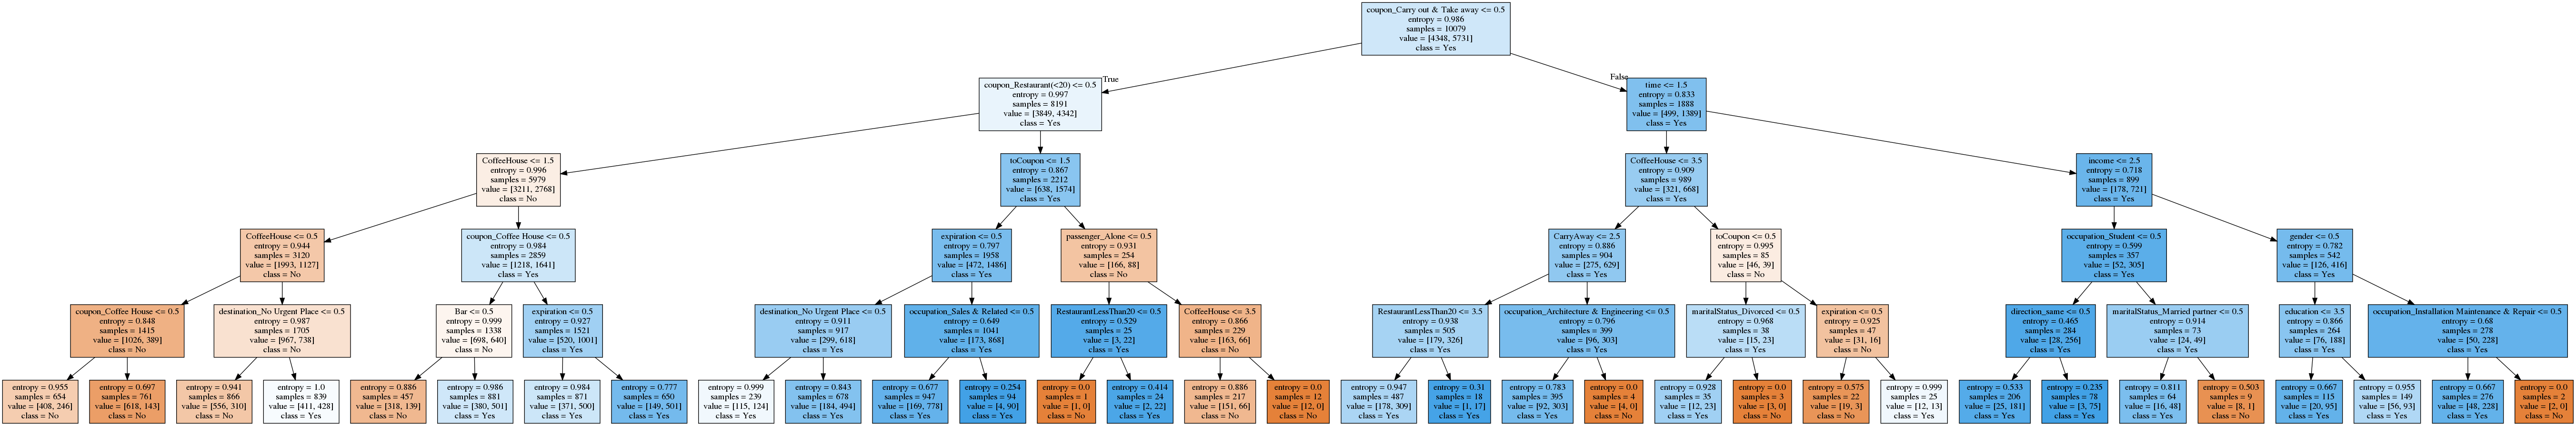 coupon_Carry out & Take away <= 0.5
entropy = 0.986
samples = 10079
value = [4348, 5731]
class = Yes
True
False
coupon_Restaurant(<20) <= 0.5
entropy = 0.997
samples = 8191
value = [3849, 4342]
class = Yes
time <= 1.5
entropy = 0.833
samples = 1888
value = [499, 1389]
class = Yes
CoffeeHouse <= 1.5
entropy = 0.996
samples = 5979
value = [3211, 2768]
class = No
toCoupon <= 1.5
entropy = 0.867
samples = 2212
value = [638, 1574]
class = Yes
CoffeeHouse <= 3.5
entropy = 0.909
samples = 989
value = [321, 668]
class = Yes
income <= 2.5
entropy = 0.718
samples = 899
value = [178, 721]
class = Yes
CoffeeHouse <= 0.5
entropy = 0.944
samples = 3120
value = [1993, 1127]
class = No
coupon_Coffee House <= 0.5
entropy = 0.984
samples = 2859
value = [1218, 1641]
class = Yes
expiration <= 0.5
entropy = 0.797
samples = 1958
value = [472, 1486]
class = Yes
passenger_Alone <= 0.5
entropy = 0.931
samples = 254
value = [166, 88]
class = No
CarryAway <= 2.5
entropy = 0.886
samples = 904
value = [275, 629]
class = Yes
toCoupon <= 0.5
entropy = 0.995
samples = 85
value = [46, 39]
class = No
occupation_Student <= 0.5
entropy = 0.599
samples = 357
value = [52, 305]
class = Yes
gender <= 0.5
entropy = 0.782
samples = 542
value = [126, 416]
class = Yes
coupon_Coffee House <= 0.5
entropy = 0.848
samples = 1415
value = [1026, 389]
class = No
destination_No Urgent Place <= 0.5
entropy = 0.987
samples = 1705
value = [967, 738]
class = No
Bar <= 0.5
entropy = 0.999
samples = 1338
value = [698, 640]
class = No
expiration <= 0.5
entropy = 0.927
samples = 1521
value = [520, 1001]
class = Yes
destination_No Urgent Place <= 0.5
entropy = 0.911
samples = 917
value = [299, 618]
class = Yes
occupation_Sales & Related <= 0.5
entropy = 0.649
samples = 1041
value = [173, 868]
class = Yes
RestaurantLessThan20 <= 0.5
entropy = 0.529
samples = 25
value = [3, 22]
class = Yes
CoffeeHouse <= 3.5
entropy = 0.866
samples = 229
value = [163, 66]
class = No
RestaurantLessThan20 <= 3.5
entropy = 0.938
samples = 505
value = [179, 326]
class = Yes
occupation_Architecture & Engineering <= 0.5
entropy = 0.796
samples = 399
value = [96, 303]
class = Yes
maritalStatus_Divorced <= 0.5
entropy = 0.968
samples = 38
value = [15, 23]
class = Yes
expiration <= 0.5
entropy = 0.925
samples = 47
value = [31, 16]
class = No
direction_same <= 0.5
entropy = 0.465
samples = 284
value = [28, 256]
class = Yes
maritalStatus_Married partner <= 0.5
entropy = 0.914
samples = 73
value = [24, 49]
class = Yes
education <= 3.5
entropy = 0.866
samples = 264
value = [76, 188]
class = Yes
occupation_Installation Maintenance & Repair <= 0.5
entropy = 0.68
samples = 278
value = [50, 228]
class = Yes
entropy = 0.955
samples = 654
value = [408, 246]
class = No
entropy = 0.697
samples = 761
value = [618, 143]
class = No
entropy = 0.941
samples = 866
value = [556, 310]
class = No
entropy = 1.0
samples = 839
value = [411, 428]
class = Yes
entropy = 0.886
samples = 457
value = [318, 139]
class = No
entropy = 0.986
samples = 881
value = [380, 501]
class = Yes
entropy = 0.984
samples = 871
value = [371, 500]
class = Yes
entropy = 0.777
samples = 650
value = [149, 501]
class = Yes
entropy = 0.999
samples = 239
value = [115, 124]
class = Yes
entropy = 0.843
samples = 678
value = [184, 494]
class = Yes
entropy = 0.677
samples = 947
value = [169, 778]
class = Yes
entropy = 0.254
samples = 94
value = [4, 90]
class = Yes
entropy = 0.0
samples = 1
value = [1, 0]
class = No
entropy = 0.414
samples = 24
value = [2, 22]
class = Yes
entropy = 0.886
samples = 217
value = [151, 66]
class = No
entropy = 0.0
samples = 12
value = [12, 0]
class = No
entropy = 0.947
samples = 487
value = [178, 309]
class = Yes
entropy = 0.31
samples = 18
value = [1, 17]
class = Yes
entropy = 0.783
samples = 395
value = [92, 303]
class = Yes
entropy = 0.0
samples = 4
value = [4, 0]
class = No
entropy = 0.928
samples = 35
value = [12, 23]
class = Yes
entropy = 0.0
samples = 3
value = [3, 0]
class = No
entropy = 0.575
samples = 22
value = [19, 3]
class = No
entropy = 0.999
samples = 25
value = [12, 13]
class = Yes
entropy = 0.533
samples = 206
value = [25, 181]
class = Yes
entropy = 0.235
samples = 78
value = [3, 75]
class = Yes
entropy = 0.811
samples = 64
value = [16, 48]
class = Yes
entropy = 0.503
samples = 9
value = [8, 1]
class = No
entropy = 0.667
samples = 115
value = [20, 95]
class = Yes
entropy = 0.955
samples = 149
value = [56, 93]
class = Yes
entropy = 0.667
samples = 276
value = [48, 228]
class = Yes
entropy = 0.0
samples = 2
value = [2, 0]
class = No